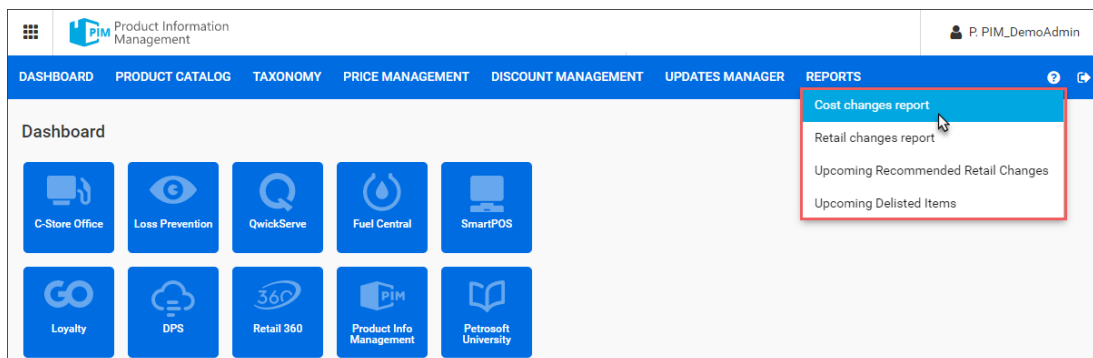 PIM Product Information
Management
P. PIM_DemoAdmin
DASHBOARD PRODUCT CATALOG TAXONOMY PRICE MANAGEMENT DISCOUNT MANAGEMENT UPDATES MANAGER REPORTS ?
Cost changes report
Retail changes report
Upcoming Recommended Retail Changes
Upcoming Delisted Items
Dashboard
C-Store Office Loss Prevention QwickServe Fuel Central SmartPOS
GO 360 PIM
Loyalty DPS Retail 360 Product Info Petrosoft
Management University